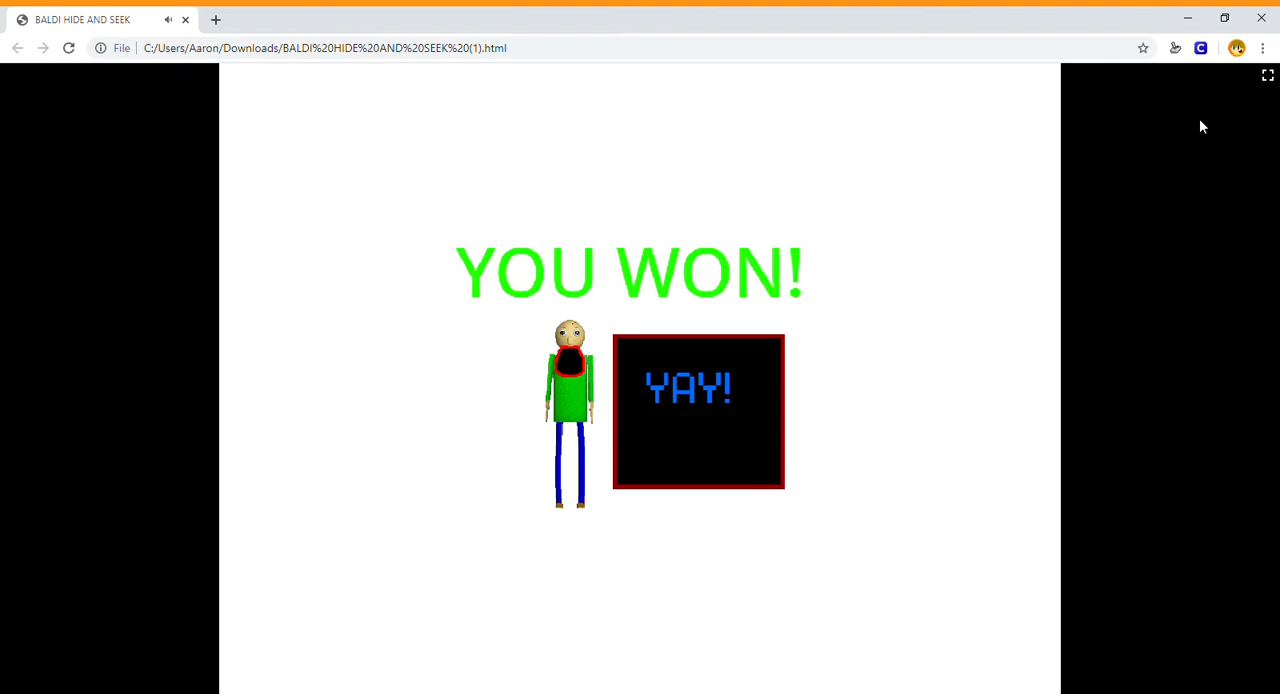 BALDI HIDE AND SEEK
File
C:/Users/Aaron/Downloads/BALDI%20HIDE%20AND%20SEEK%20(1).html
C
YOU WON!
YAY!